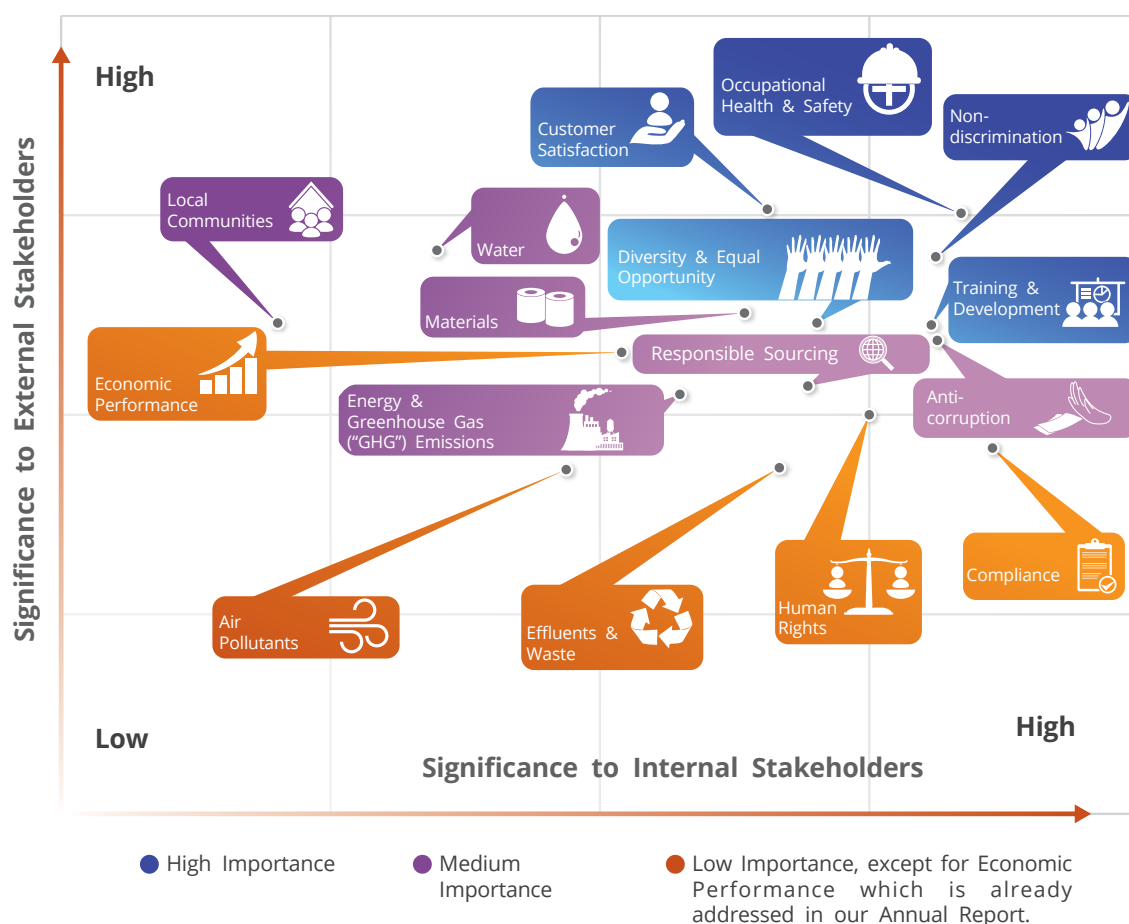 High
Significance to External Stakeholders
Occupational
Health & Safety
Customer
Satisfaction
Non-
discrimination
Local
Communities
Water
Diversity & Equal
Opportunity
Training &
Development
Materials
Responsible Sourcing
Economic
Performance
Energy &
Greenhouse Gas
(“GHG”) Emissions
Anti-
corruption
Compliance
Air
Pollutants
Effluents &
Waste
Human
Rights
Low
High
Significance to Internal Stakeholders
High Importance
Medium
Importance
Low Importance, except for Economic
Performance which is already
addressed in our Annual Report.